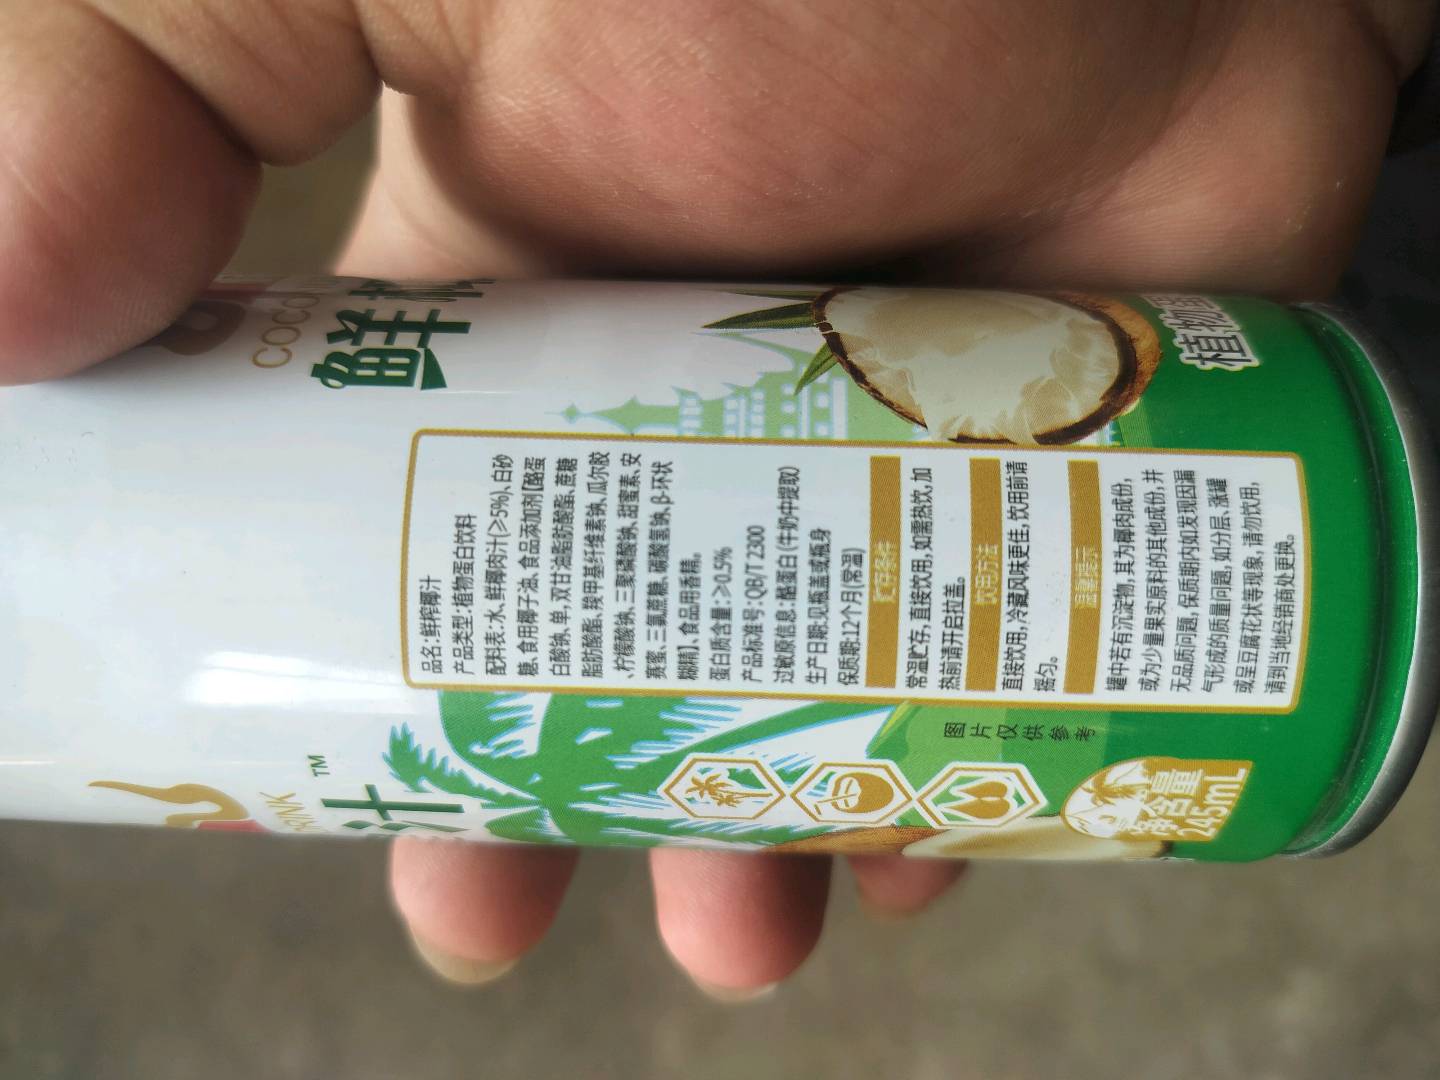 COCO
鲜
汁
TM
品名:鲜榨椰汁
产品类型:植物蛋白饮料
配料表:水、鲜椰肉汁(≥5%)、白砂
糖、食用椰子油、食品添加剂【酪蛋
白酸钠、单,双甘油脂肪酸酯、蔗糖
脂肪酸酯、羧甲基纤维素钠、瓜尔胶
、柠檬酸钠、三聚磷酸钠、甜蜜素、安
赛蜜、三氯蔗糖、碳酸氢钠、β-环状
糊精】、食品用香精。
蛋白质含量:≥0.5%
产品标准号:QB/T 2300
过敏原信息:酪蛋白(牛奶中提取)
生产日期:见瓶盖或瓶身
保质期:12个月(常温)
贮存条件
常温贮存,直接饮用,如需热饮,加
热前请开启拉盖。
饮用方法
直接饮用,冷藏风味更佳,饮用前请
摇匀。
温馨提示
罐中若有沉淀物,其为椰肉成份,
或为少量果实原料的其他成份,并
无品质问题,保质期内如发现因漏
气形成的质量问题,如分层、涨罐
或呈豆腐花状等现象,请勿饮用,
请到当地经销商处更换。
图片仅供参考
植物蛋
净含量
245mL